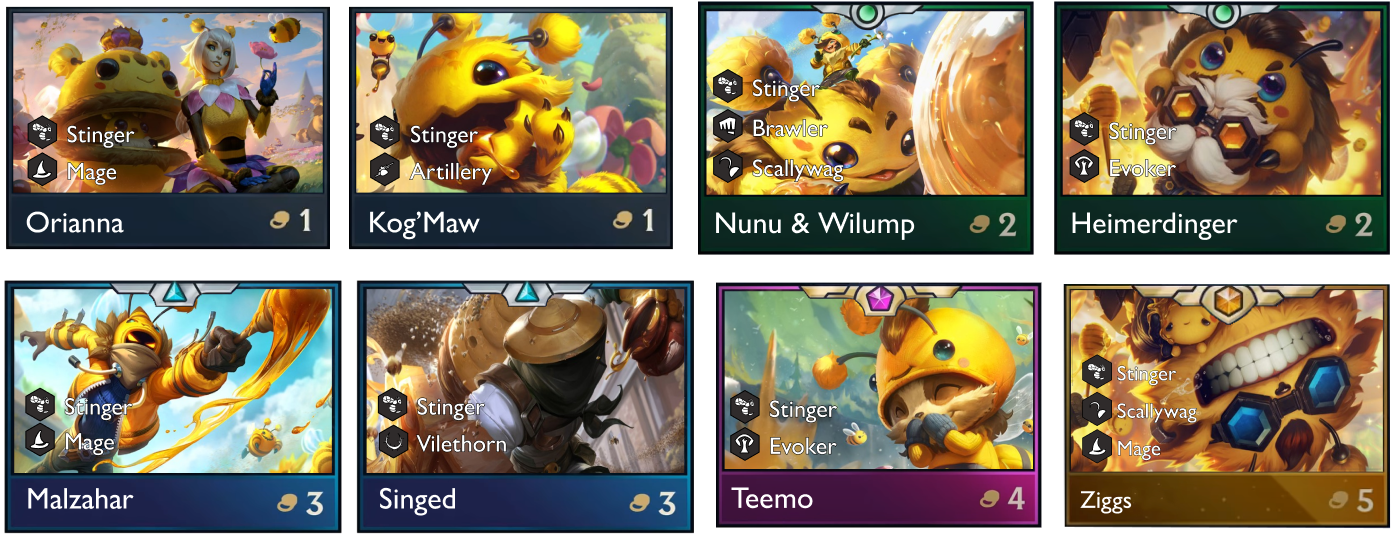 Stinger
Mage
Orianna
1
Stinger
Artillery
Kog'Maw
1
Stinger
Brawler
Scallywag
Nunu & Wilump
2
Stinger
Evoker
Heimerdinger
2
Stinger
Mage
Malzahar
3
Stinger
Vilethorn
Singed
3
Stinger
Evoker
Teemo
4
Stinger
Scallywag
Mage
Ziggs
5